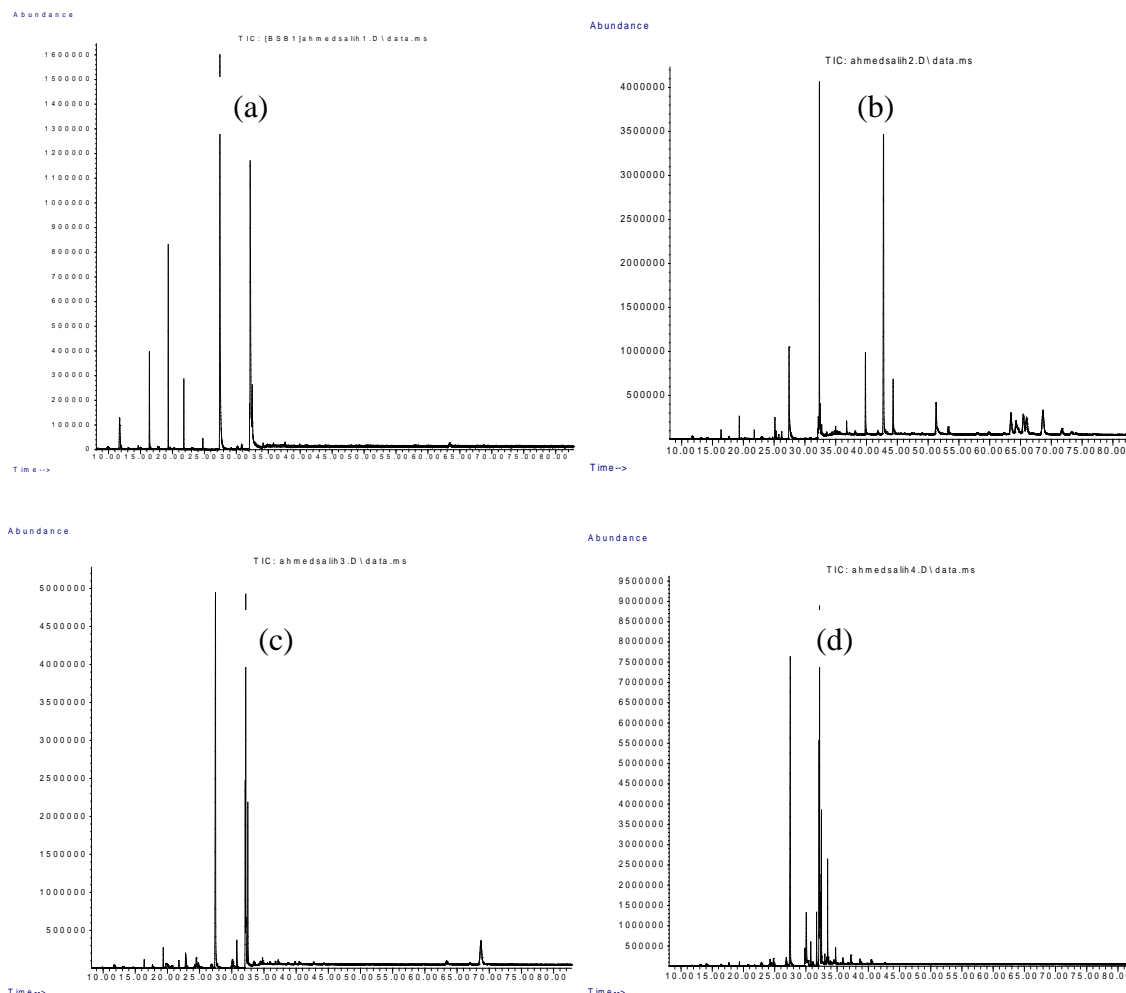 Abundance
TIC: [BSB1]ahmedsalih1.D\data.ms
(a)
1600000
1500000
1400000
1300000
1200000
1100000
1000000
900000
800000
700000
600000
500000
400000
300000
200000
100000
0
10.00 15.00 20.00 25.00 30.00 35.00 40.00 45.00 50.00 55.00 60.00 65.00 70.00 75.00 80.00
Time-->
Abundance
TIC: ahmedsalih2.D\data.ms
(b)
4000000
3500000
3000000
2500000
2000000
1500000
1000000
500000
10.00 15.00 20.00 25.00 30.00 35.00 40.00 45.00 50.00 55.00 60.00 65.00 70.00 75.00 80.00
Time-->
Abundance
TIC: ahmedsalih3.D\data.ms
(c)
5000000
4500000
4000000
3500000
3000000
2500000
2000000
1500000
1000000
500000
10.00 15.00 20.00 25.00 30.00 35.00 40.00 45.00 50.00 55.00 60.00 65.00 70.00 75.00 80.00
Time-->
Abundance
TIC: ahmedsalih4.D\data.ms
(d)
9500000
9000000
8500000
8000000
7500000
7000000
6500000
6000000
5500000
5000000
4500000
4000000
3500000
3000000
2500000
2000000
1500000
1000000
500000
10.00 15.00 20.00 25.00 30.00 35.00 40.00 45.00 50.00 55.00 60.00 65.00 70.00 75.00 80.00
Time-->